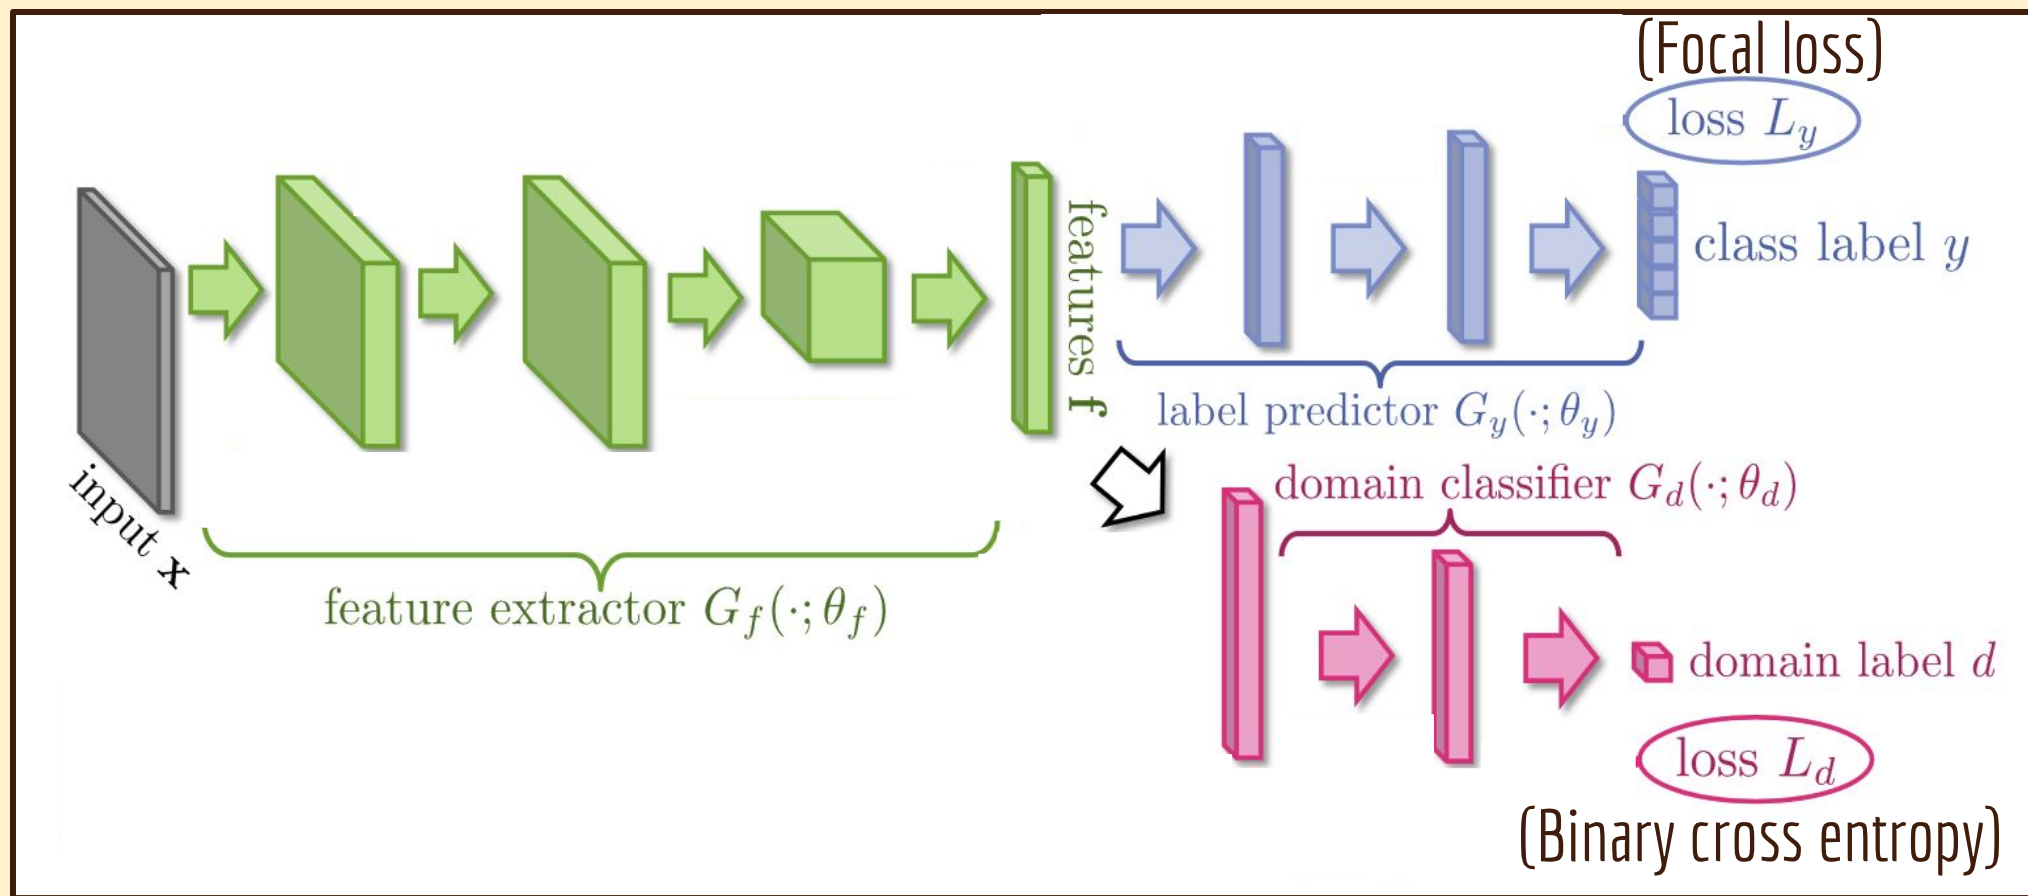 (Focal loss)
loss L_y
class label y
features f
label predictor G_y(·; θ_y)
input x
feature extractor G_f(·; θ_f)
domain classifier G_d(·; θ_d)
domain label d
loss L_d
(Binary cross entropy)